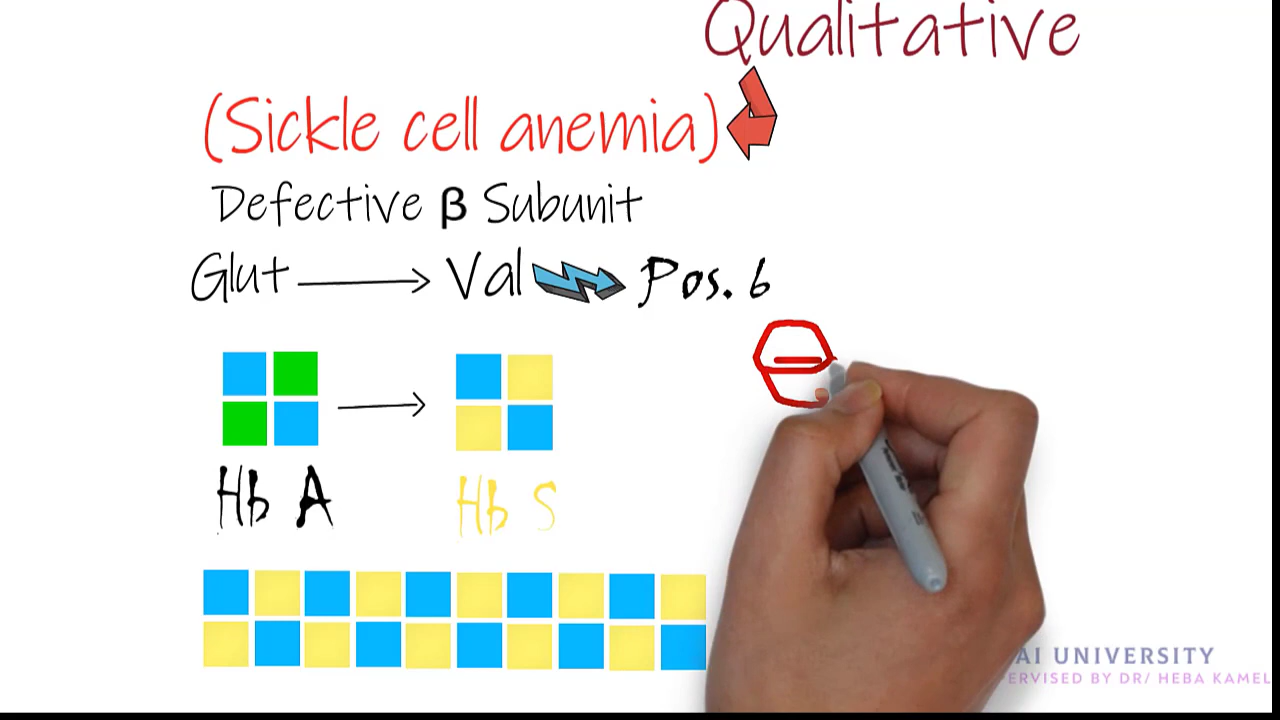 Qualitative
(Sickle cell anemia)
Defective β Subunit
Glut Val Pos. 6
Hb A Hb S
AI UNIVERSITY
ERVISED BY DR/ HEBA KAMEL